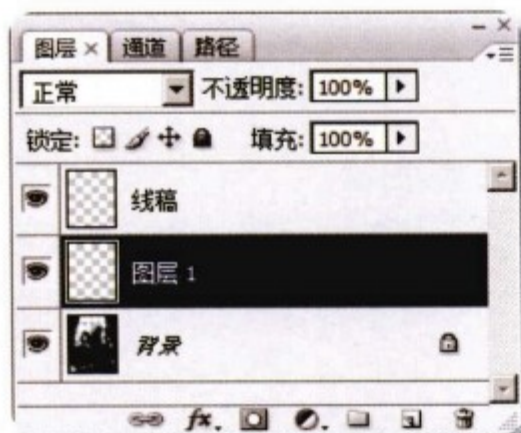 图层 × 通道 路径
正常 不透明度: 100%
锁定: 填充: 100%
线稿
图层 1
背景
fx.